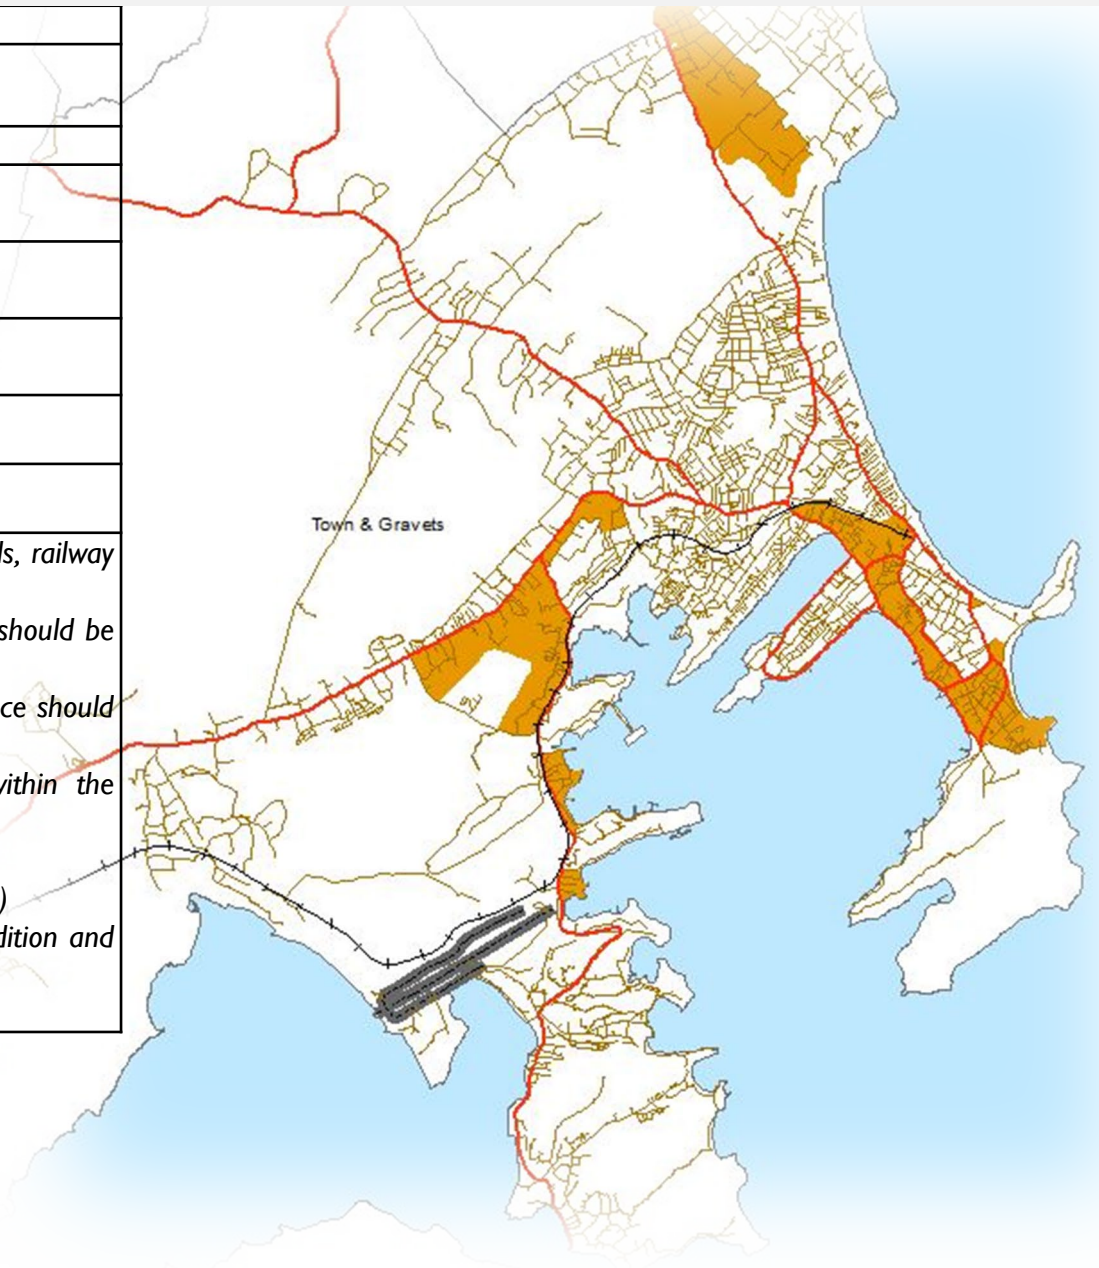 Town & Gravets
ls, railway
should be
ce should
within the
)
dition and